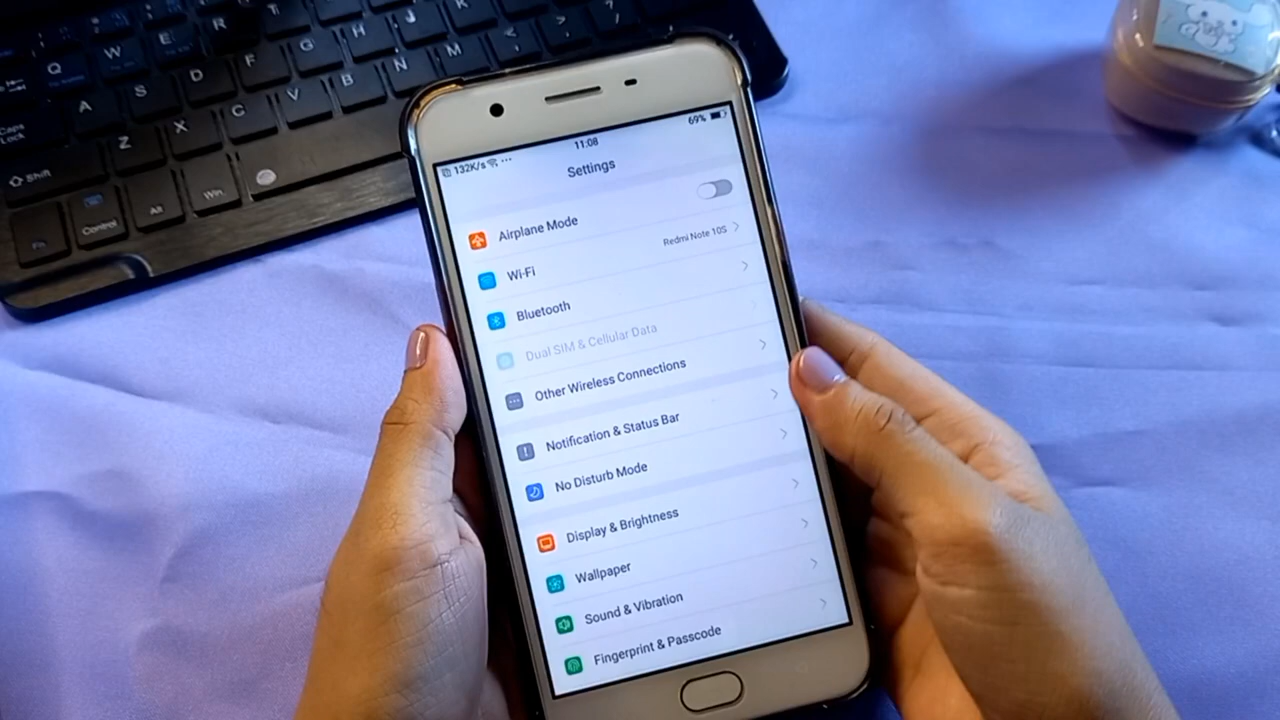 Q W E R
A S D F G H J K
Caps Lock
Z X C V B N M < > ?
Shift
Fn Control Alt Win
132K/s ... 11:08 69%
Settings
Airplane Mode
Wi-Fi Redmi Note 10S
Bluetooth
Dual SIM & Cellular Data
Other Wireless Connections
Notification & Status Bar
No Disturb Mode
Display & Brightness
Wallpaper
Sound & Vibration
Fingerprint & Passcode